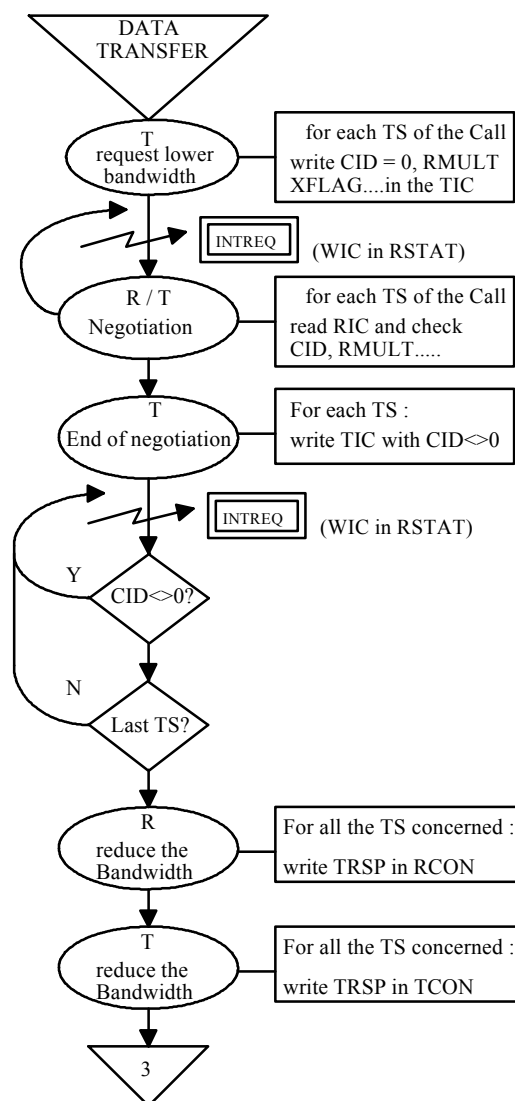 DATA
TRANSFER
T
request lower
bandwidth
for each TS of the Call
write CID = 0, RMULT
XFLAG....in the TIC
INTREQ
(WIC in RSTAT)
R / T
Negotiation
for each TS of the Call
read RIC and check
CID, RMULT.....
T
End of negotiation
For each TS :
write TIC with CID<>0
INTREQ
(WIC in RSTAT)
Y
CID<>0?
N
Last TS?
R
reduce the
Bandwidth
For all the TS concerned :
write TRSP in RCON
T
reduce the
Bandwidth
For all the TS concerned :
write TRSP in TCON
3